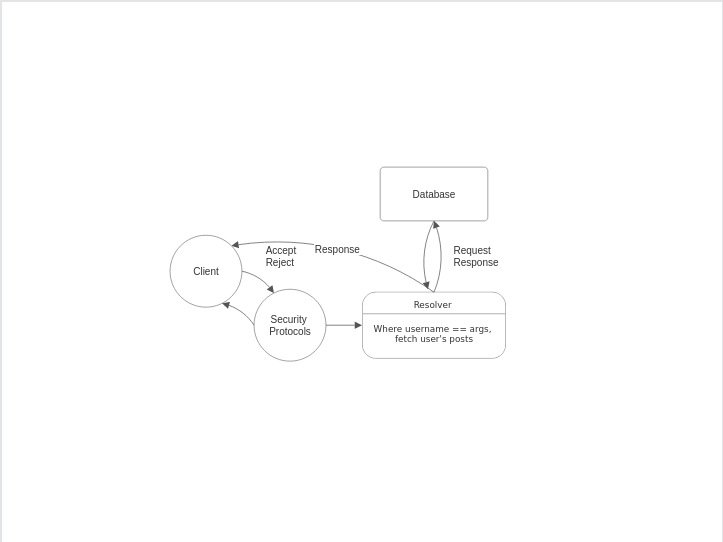 Database
Accept
Reject
Response
Request
Response
Client
Security
Protocols
Resolver
Where username == args,
fetch user's posts